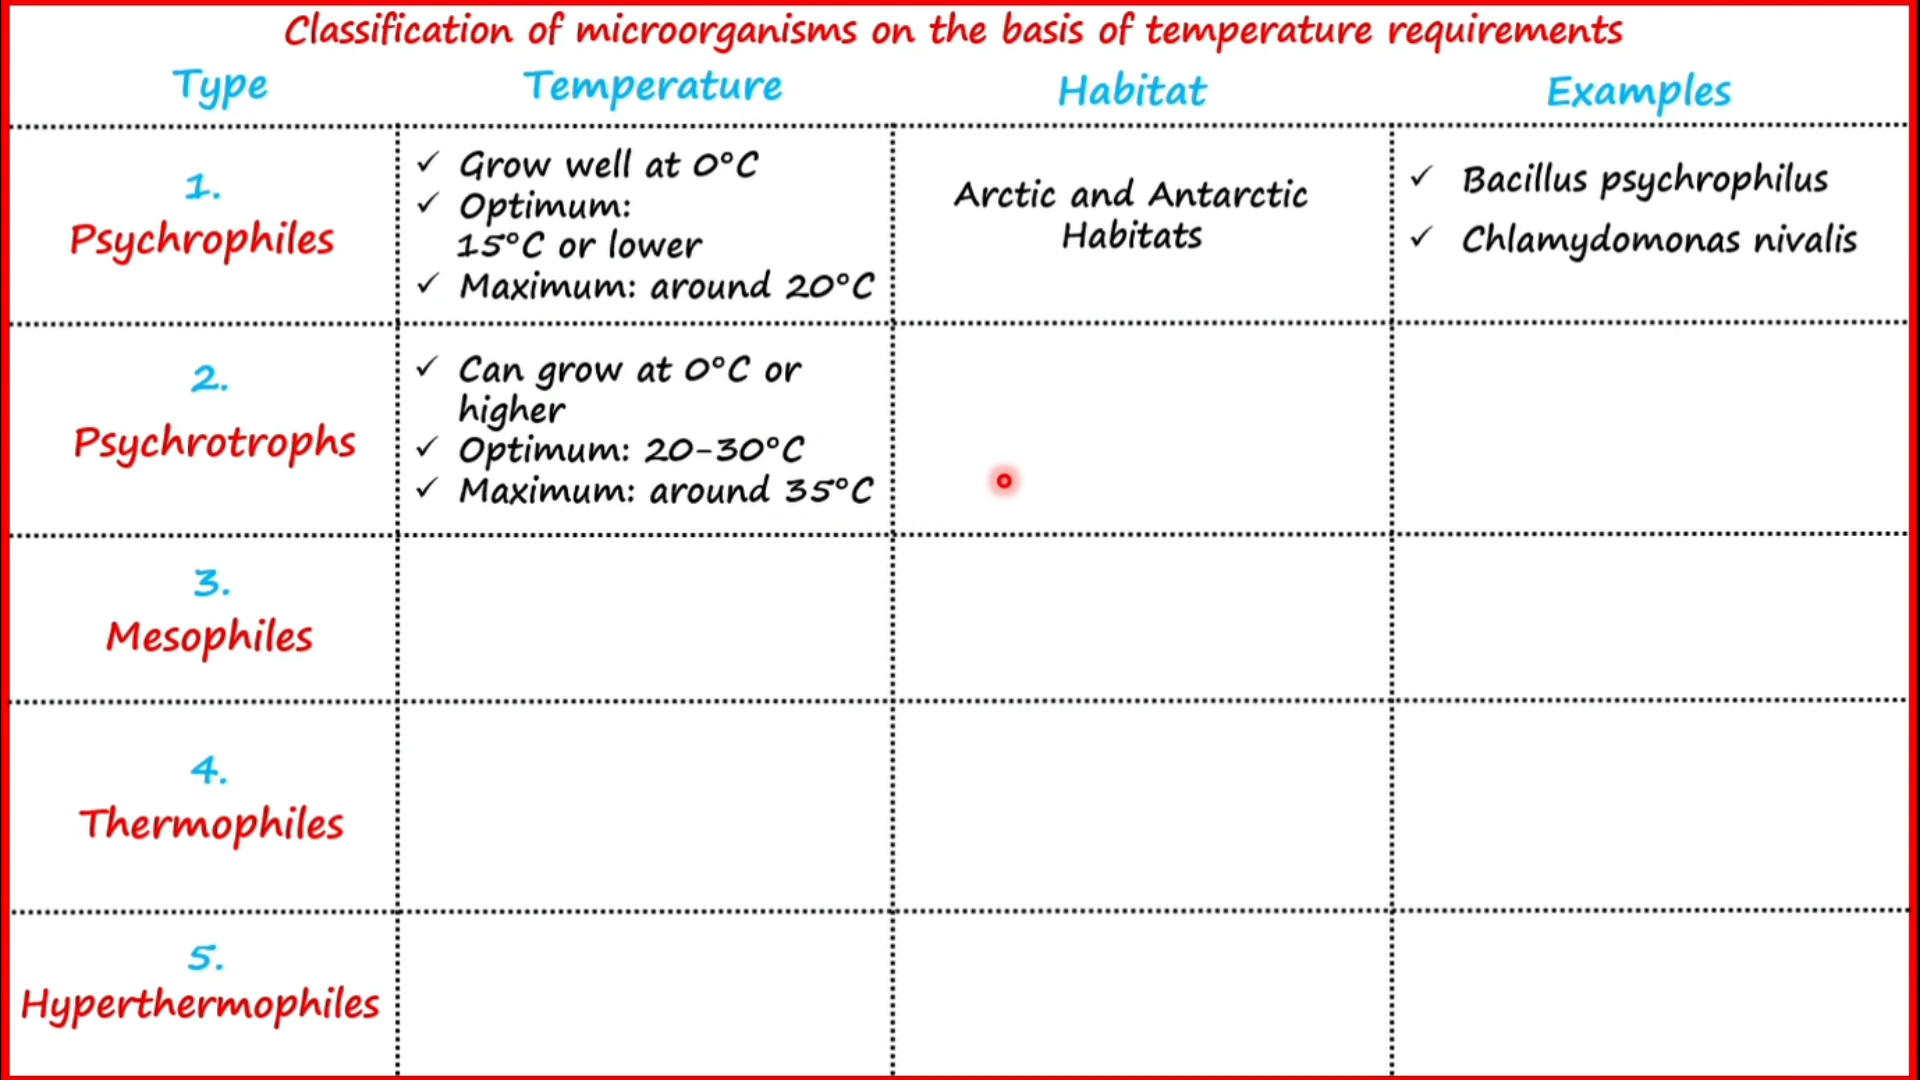 Classification of microorganisms on the basis of temperature requirements
Type Temperature Habitat Examples
1.
Psychrophiles
✓ Grow well at 0°C
✓ Optimum:
15°C or lower
✓ Maximum: around 20°C
Arctic and Antarctic
Habitats
✓ Bacillus psychrophilus
✓ Chlamydomonas nivalis
2.
Psychrotrophs
✓ Can grow at 0°C or
higher
✓ Optimum: 20-30°C
✓ Maximum: around 35°C
3.
Mesophiles
4.
Thermophiles
5.
Hyperthermophiles